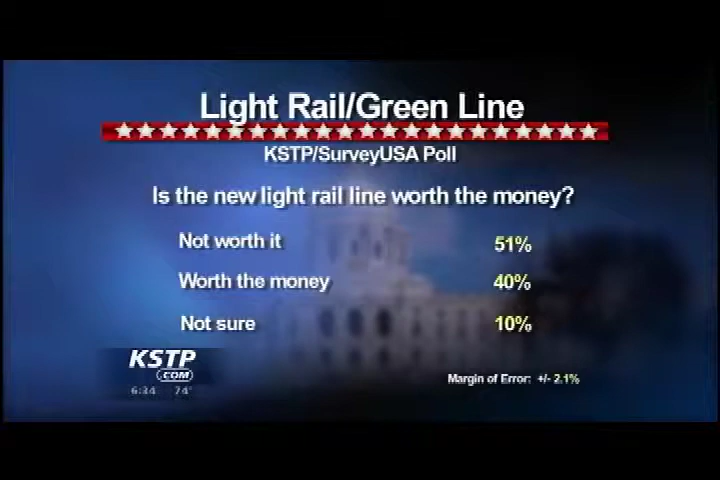 Light Rail/Green Line
KSTP/SurveyUSA Poll
Is the new light rail line worth the money?
Not worth it 51%
Worth the money 40%
Not sure 10%
KSTP
.COM
6:34 74°
Margin of Error: +/- 2.1%